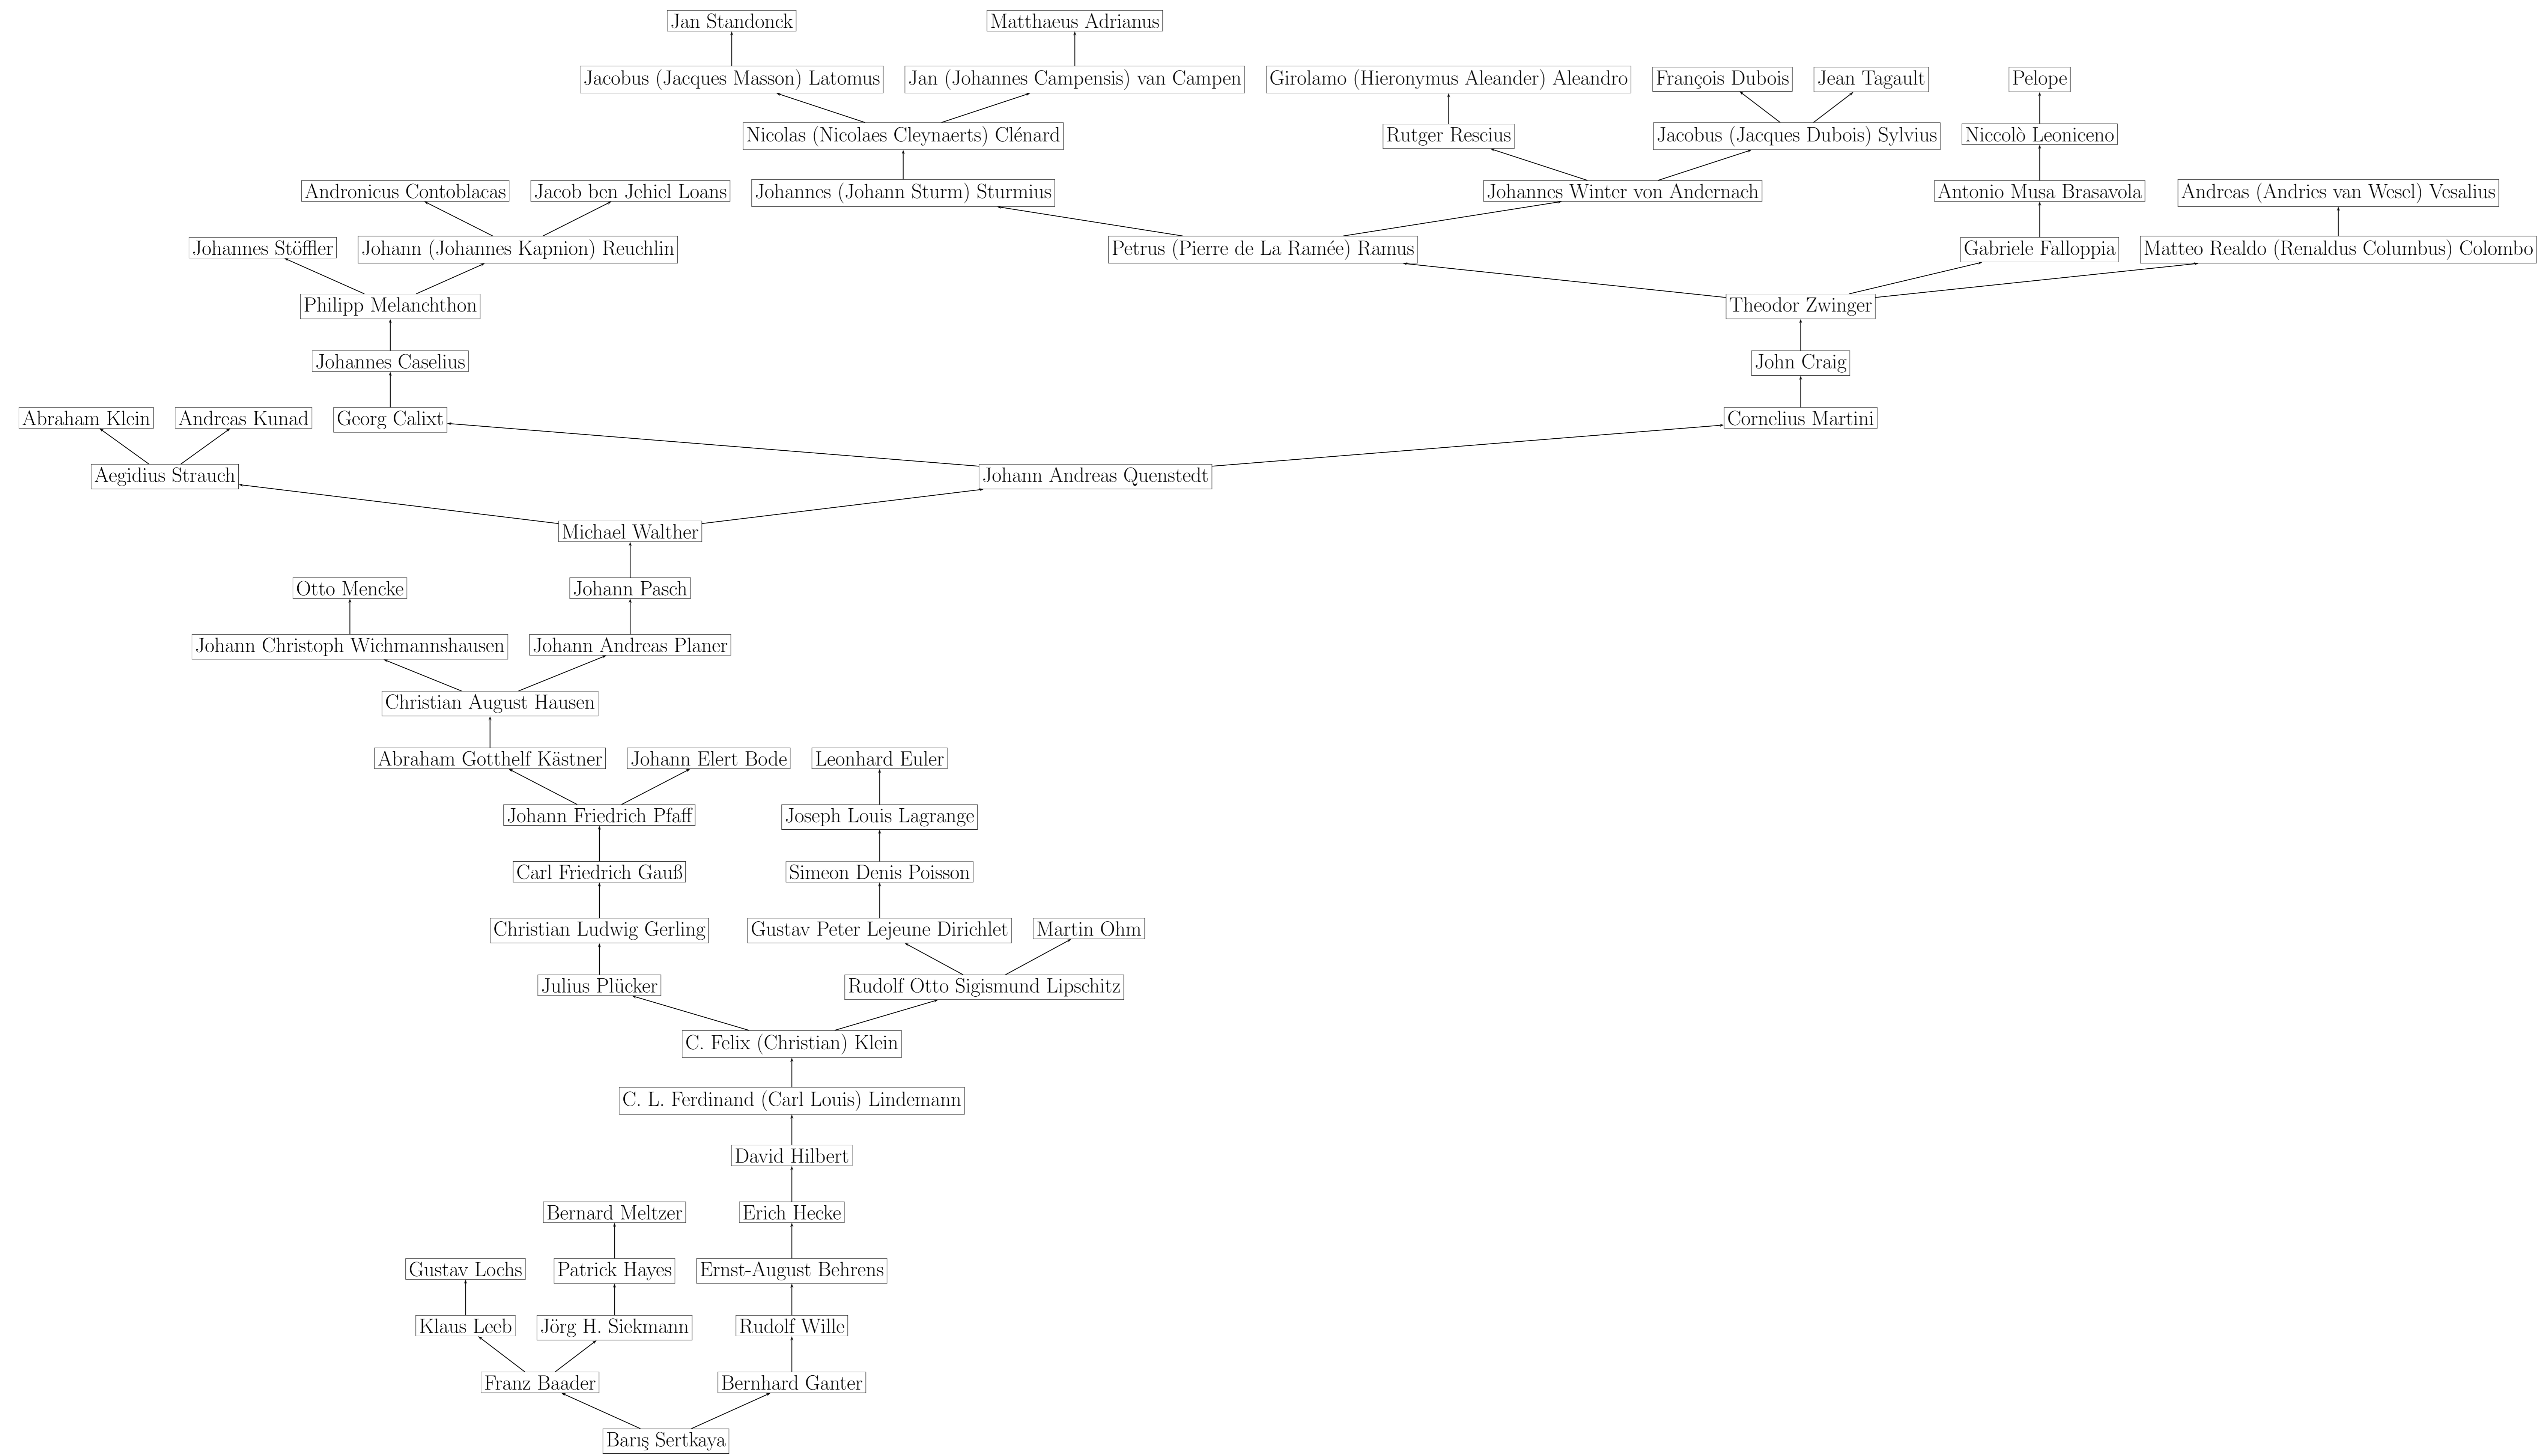 Jan Standonck
Matthaeus Adrianus
Jacobus (Jacques Masson) Latomus
Jan (Johannes Campensis) van Campen
Girolamo (Hieronymus Aleander) Aleandro
François Dubois
Jean Tagault
Pelope
Nicolas (Nicolaes Cleynaerts) Clénard
Rutger Rescius
Jacobus (Jacques Dubois) Sylvius
Niccolò Leoniceno
Andronicus Contoblacas
Jacob ben Jehiel Loans
Johannes (Johann Sturm) Sturmius
Johannes Winter von Andernach
Antonio Musa Brasavola
Andreas (Andries van Wesel) Vesalius
Johannes Stöffler
Johann (Johannes Kapnion) Reuchlin
Petrus (Pierre de La Ramée) Ramus
Gabriele Falloppia
Matteo Realdo (Renaldus Columbus) Colombo
Philipp Melanchthon
Theodor Zwinger
Johannes Caselius
John Craig
Abraham Klein
Andreas Kunad
Georg Calixt
Cornelius Martini
Aegidius Strauch
Johann Andreas Quenstedt
Michael Walther
Otto Mencke
Johann Pasch
Johann Christoph Wichmannshausen
Johann Andreas Planer
Christian August Hausen
Abraham Gotthelf Kästner
Johann Elert Bode
Leonhard Euler
Johann Friedrich Pfaff
Joseph Louis Lagrange
Carl Friedrich Gauß
Simeon Denis Poisson
Christian Ludwig Gerling
Gustav Peter Lejeune Dirichlet
Martin Ohm
Julius Plücker
Rudolf Otto Sigismund Lipschitz
C. Felix (Christian) Klein
C. L. Ferdinand (Carl Louis) Lindemann
David Hilbert
Bernard Meltzer
Erich Hecke
Gustav Lochs
Patrick Hayes
Ernst-August Behrens
Klaus Leeb
Jörg H. Siekmann
Rudolf Wille
Franz Baader
Bernhard Ganter
Barış Sertkaya